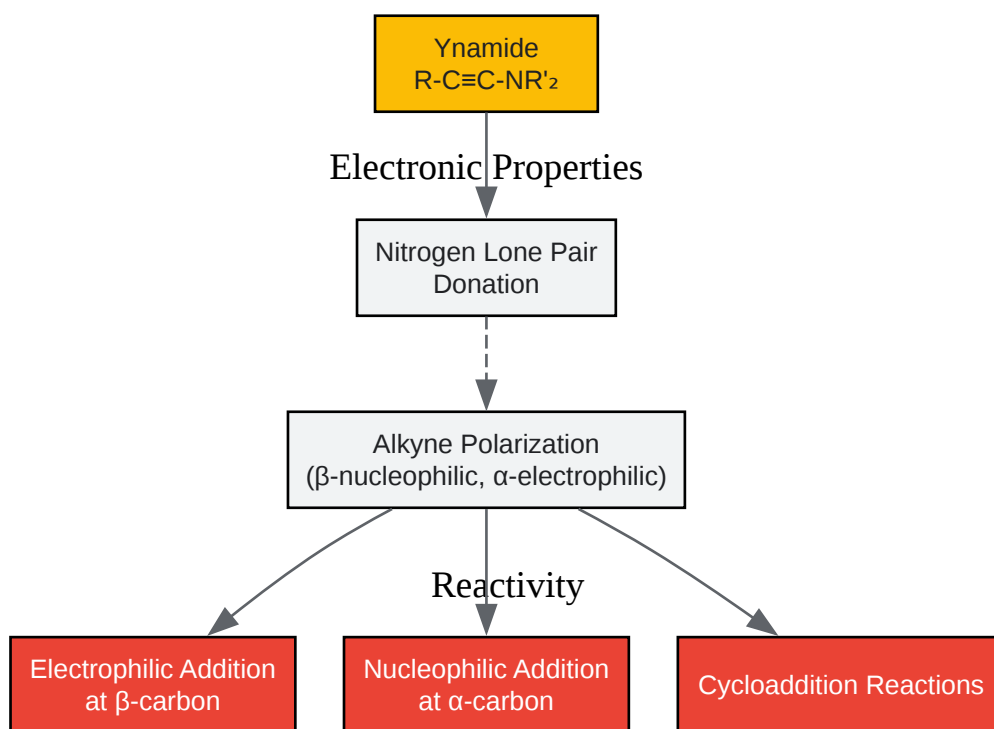 Ynamide
R-C≡C-NR'₂
Electronic Properties
Nitrogen Lone Pair
Donation
Alkyne Polarization
(β-nucleophilic, α-electrophilic)
Reactivity
Electrophilic Addition
at β-carbon
Nucleophilic Addition
at α-carbon
Cycloaddition Reactions